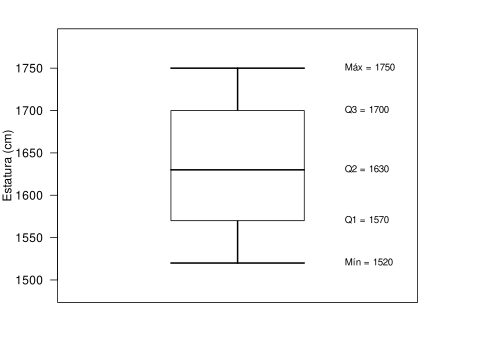 Estatura (cm)
1750
1700
1650
1600
1550
1500
Máx = 1750
Q3 = 1700
Q2 = 1630
Q1 = 1570
Mín = 1520